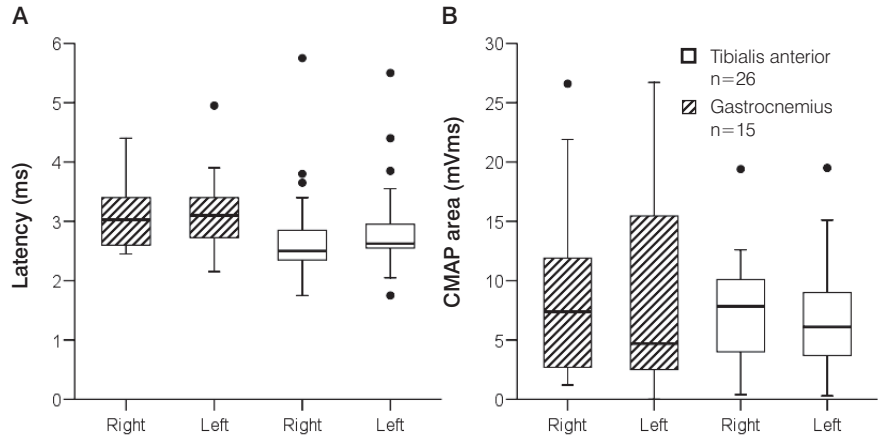 A
Latency (ms)
6
5
4
3
2
1
0
Right
Left
Right
Left
B
CMAP area (mVms)
30
25
20
15
10
5
0
Tibialis anterior
n=26
Gastrocnemius
n=15
Right
Left
Right
Left